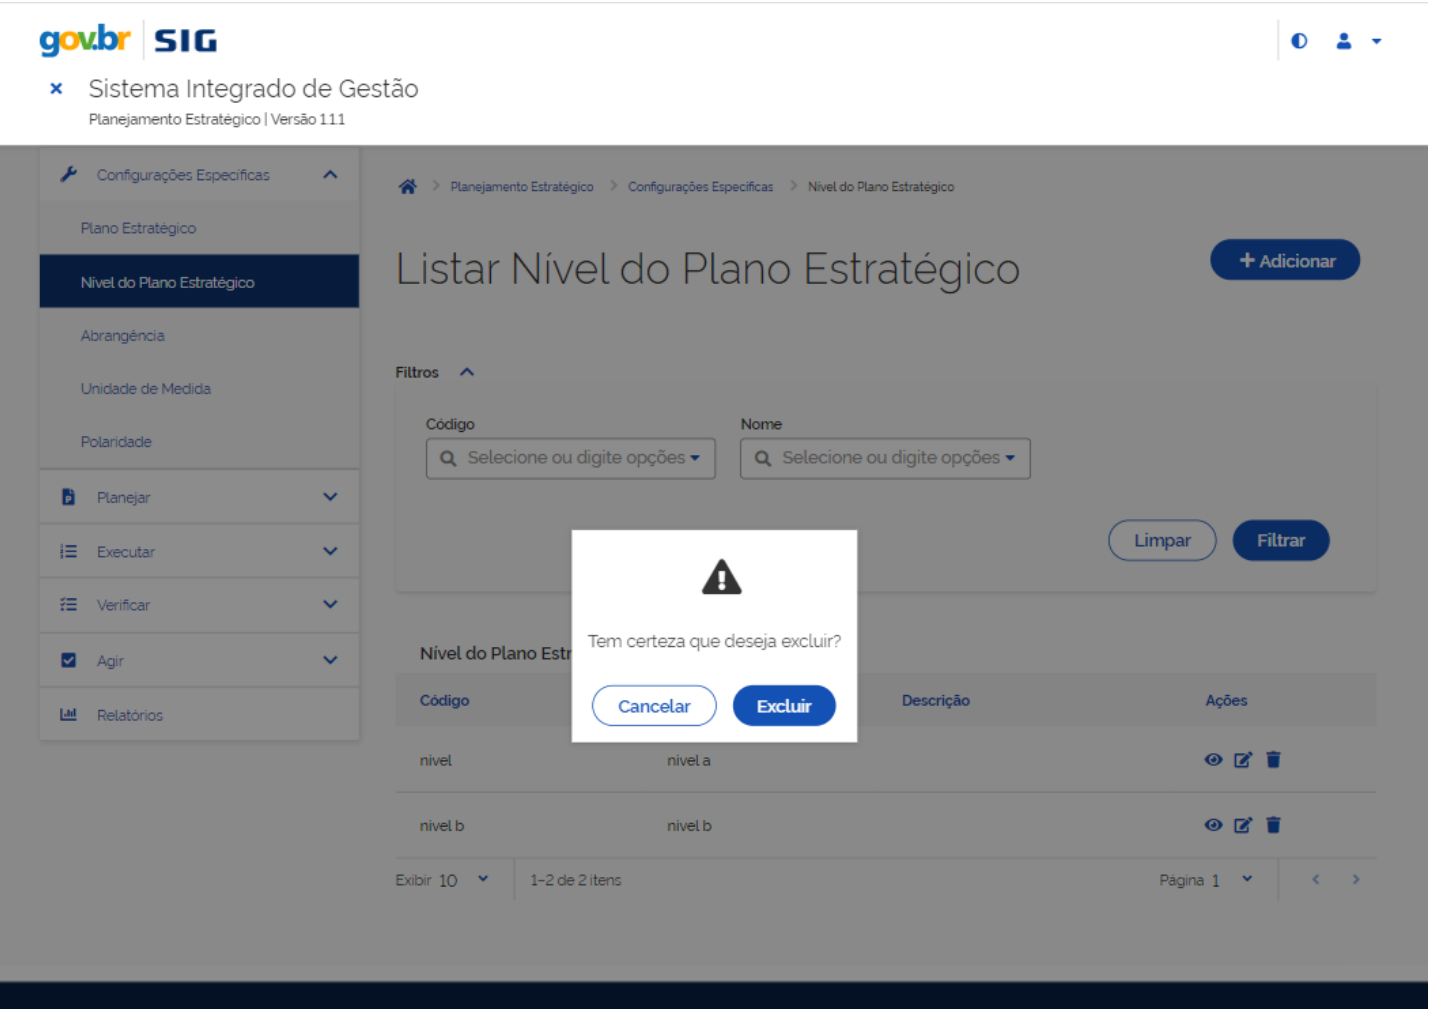 gov.br SIG
Sistema Integrado de Gestão
Planejamento Estratégico | Versão 1.1.1
Configurações Específicas
Plano Estratégico
Nível do Plano Estratégico
Abrangência
Unidade de Medida
Polaridade
Planejar
Executar
Verificar
Agir
Relatórios
Planejamento Estratégico > Configurações Específicas > Nível do Plano Estratégico
Listar Nível do Plano Estratégico
+ Adicionar
Filtros
Código Nome
Selecione ou digite opções Selecione ou digite opções
Limpar Filtrar
Tem certeza que deseja excluir?
Cancelar Excluir
Nível do Plano Estr
Código Descrição Ações
nivel nivel a
nivel b nivel b
Exibir 10 1–2 de 2 itens Página 1